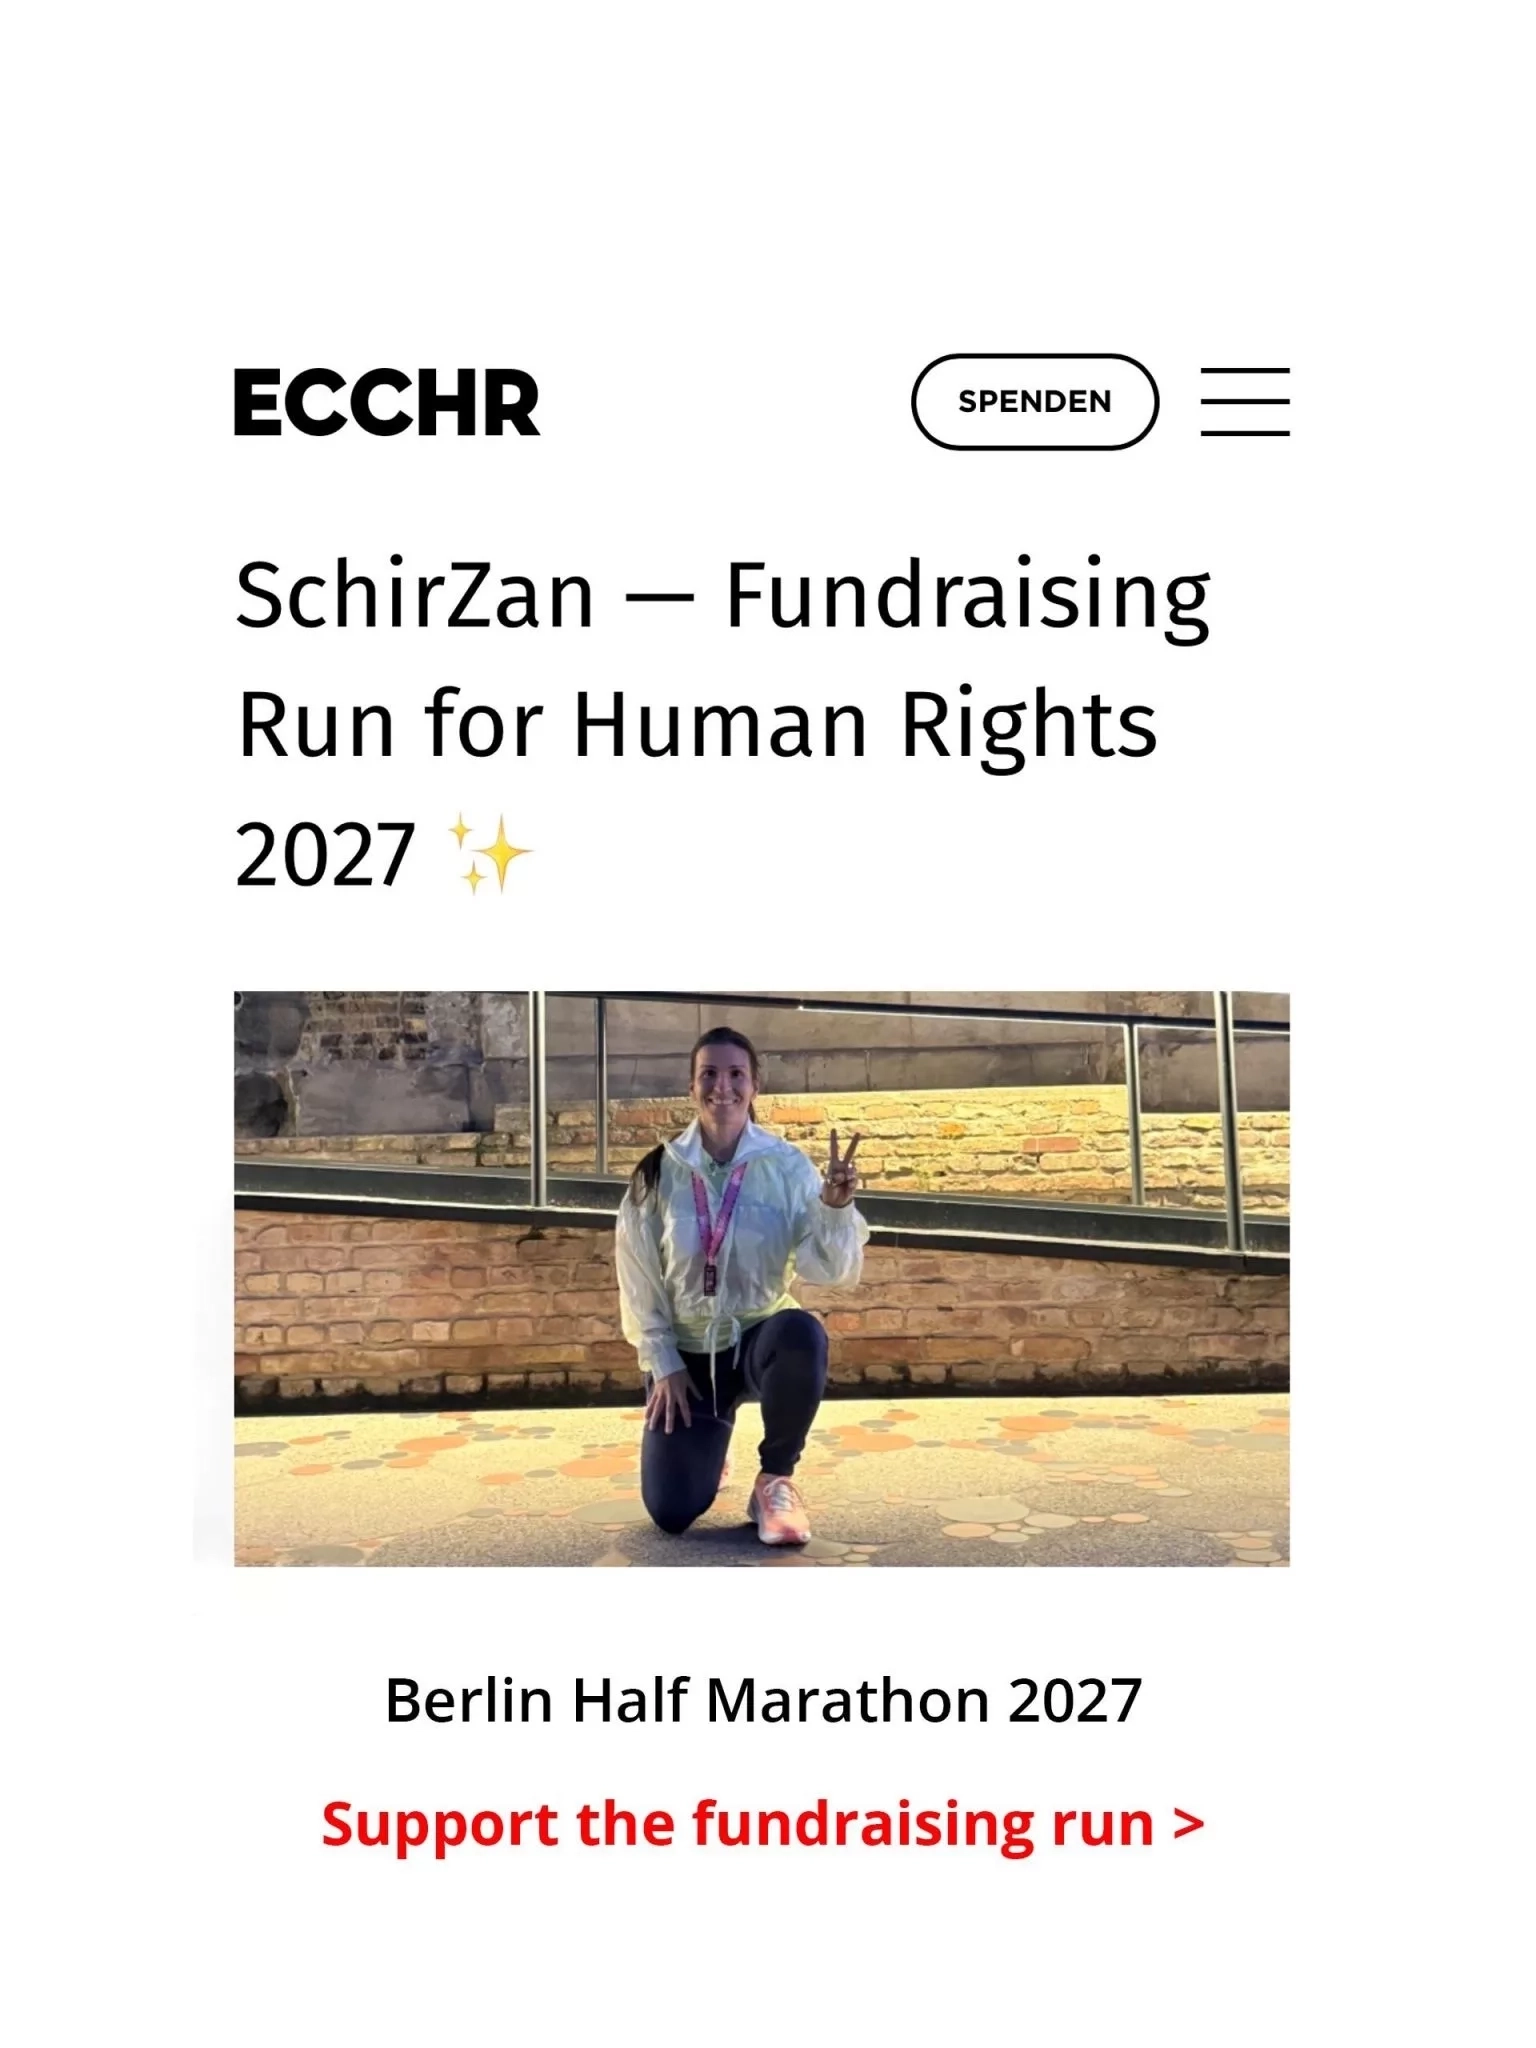 ECCHR
SPENDEN
SchirZan — Fundraising
Run for Human Rights
2027 ✨
Berlin Half Marathon 2027
Support the fundraising run >